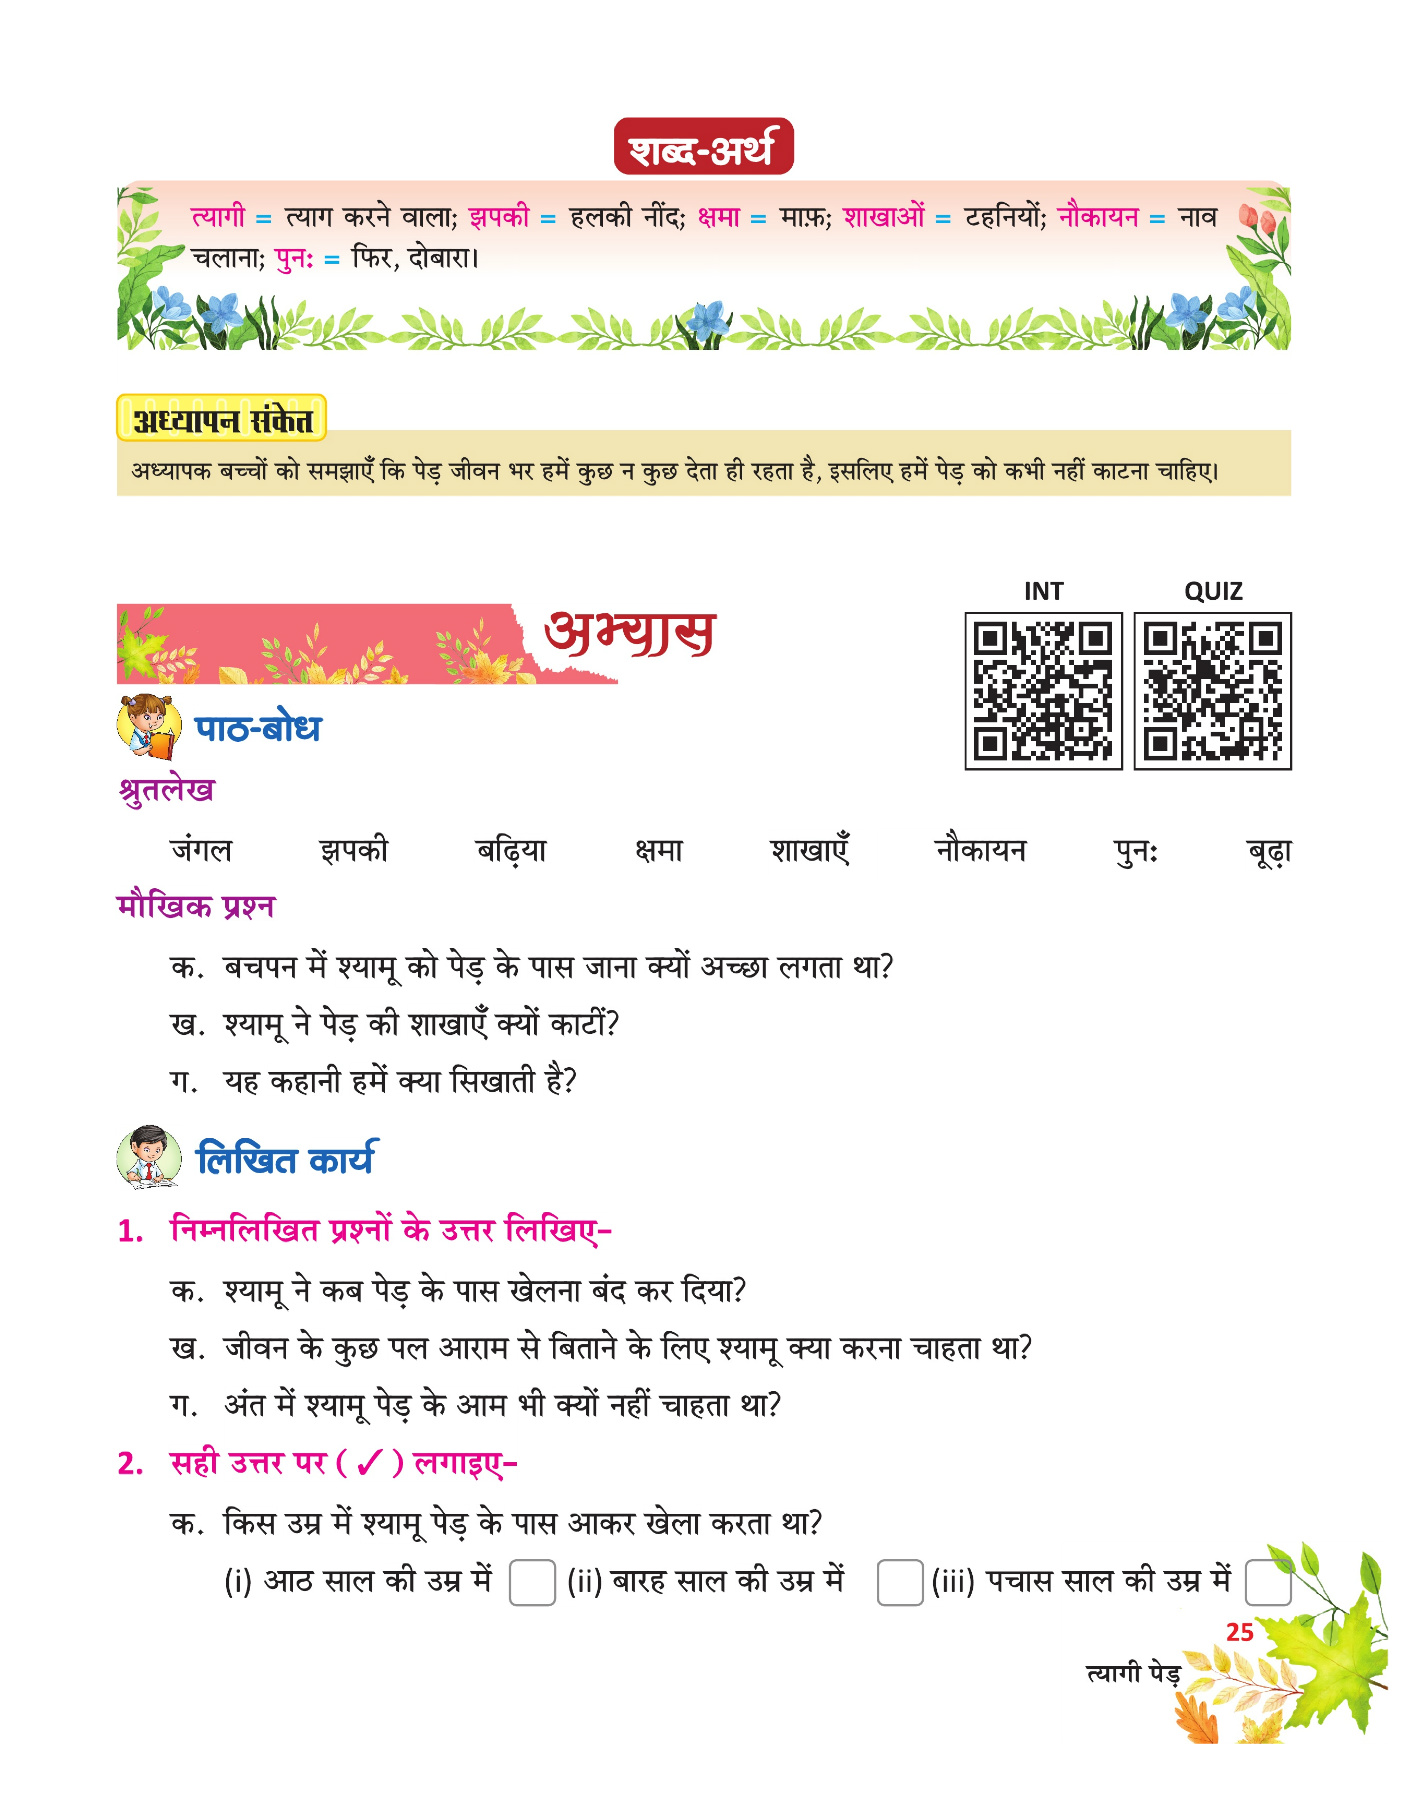 शब्द-अर्थ
त्यागी = त्याग करने वाला; झपकी = हलकी नींद; क्षमा = माफ़; शाखाओं = टहनियों; नौकायन = नाव
चलाना; पुनः = फिर, दोबारा।
अध्यापन संकेत
अध्यापक बच्चों को समझाएँ कि पेड़ जीवन भर हमें कुछ न कुछ देता ही रहता है, इसलिए हमें पेड़ को कभी नहीं काटना चाहिए।
INT QUIZ
अभ्यास
पाठ-बोध
श्रुतलेख
जंगल झपकी बढ़िया क्षमा शाखाएँ नौकायन पुनः बूढ़ा
मौखिक प्रश्न
क. बचपन में श्यामू को पेड़ के पास जाना क्यों अच्छा लगता था?
ख. श्यामू ने पेड़ की शाखाएँ क्यों काटीं?
ग. यह कहानी हमें क्या सिखाती है?
लिखित कार्य
1. निम्नलिखित प्रश्नों के उत्तर लिखिए–
क. श्यामू ने कब पेड़ के पास खेलना बंद कर दिया?
ख. जीवन के कुछ पल आराम से बिताने के लिए श्यामू क्या करना चाहता था?
ग. अंत में श्यामू पेड़ के आम भी क्यों नहीं चाहता था?
2. सही उत्तर पर (✓) लगाइए–
क. किस उम्र में श्यामू पेड़ के पास आकर खेला करता था?
(i) आठ साल की उम्र में (ii) बारह साल की उम्र में (iii) पचास साल की उम्र में
25
त्यागी पेड़